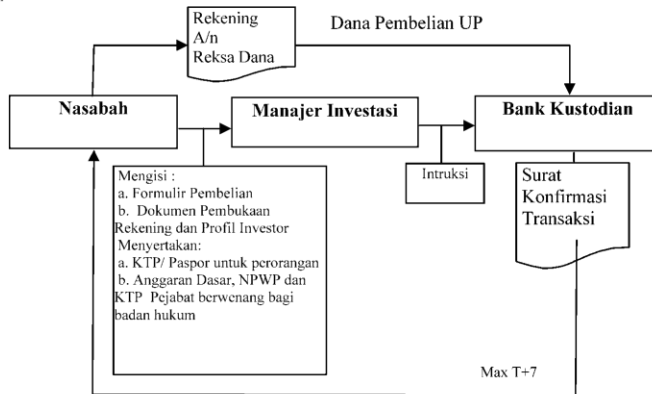 Rekening
A/n
Reksa Dana
Dana Pembelian UP
Nasabah
Manajer Investasi
Bank Kustodian
Mengisi :
a. Formulir Pembelian
b. Dokumen Pembukaan
Rekening dan Profil Investor
Menyertakan:
a. KTP/ Paspor untuk perorangan
b. Anggaran Dasar, NPWP dan
KTP Pejabat berwenang bagi
badan hukum
Intruksi
Surat
Konfirmasi
Transaksi
Max T+7